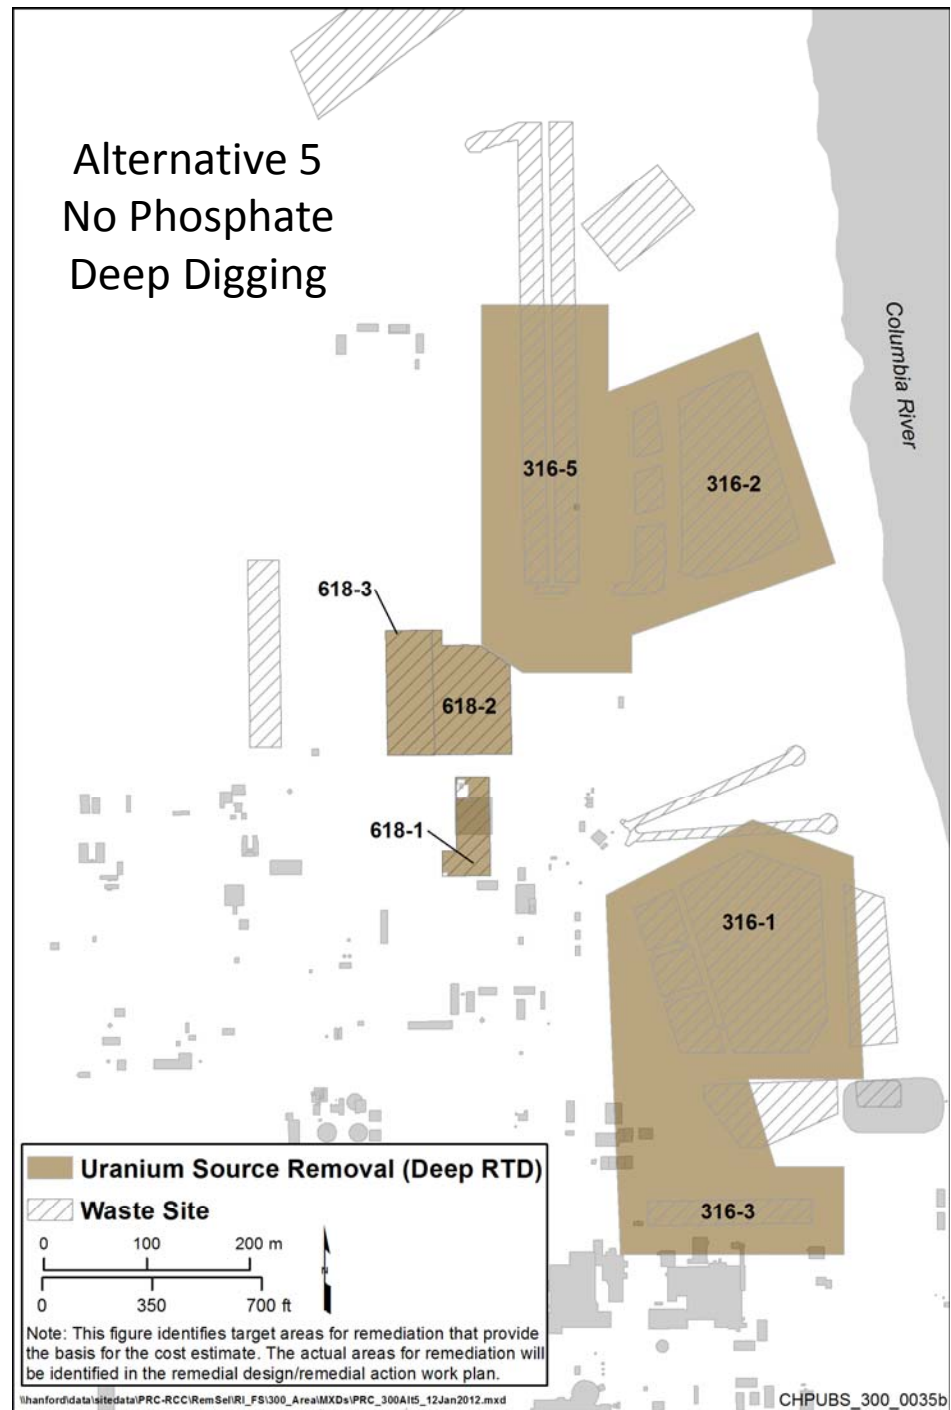 Alternative 5
No Phosphate
Deep Digging
Columbia River
316-5
316-2
618-3
618-2
618-1
316-1
316-3
Uranium Source Removal (Deep RTD)
Waste Site
0 100 200 m
0 350 700 ft
N
Note: This figure identifies target areas for remediation that provide
the basis for the cost estimate. The actual areas for remediation will
be identified in the remedial design/remedial action work plan.
\\hanford\data\sitedata\PRC-RCC\RemSel\RI_FS\300_Area\MXDs\PRC_300Alt5_12Jan2012.mxd
CHPUBS_300_0035b